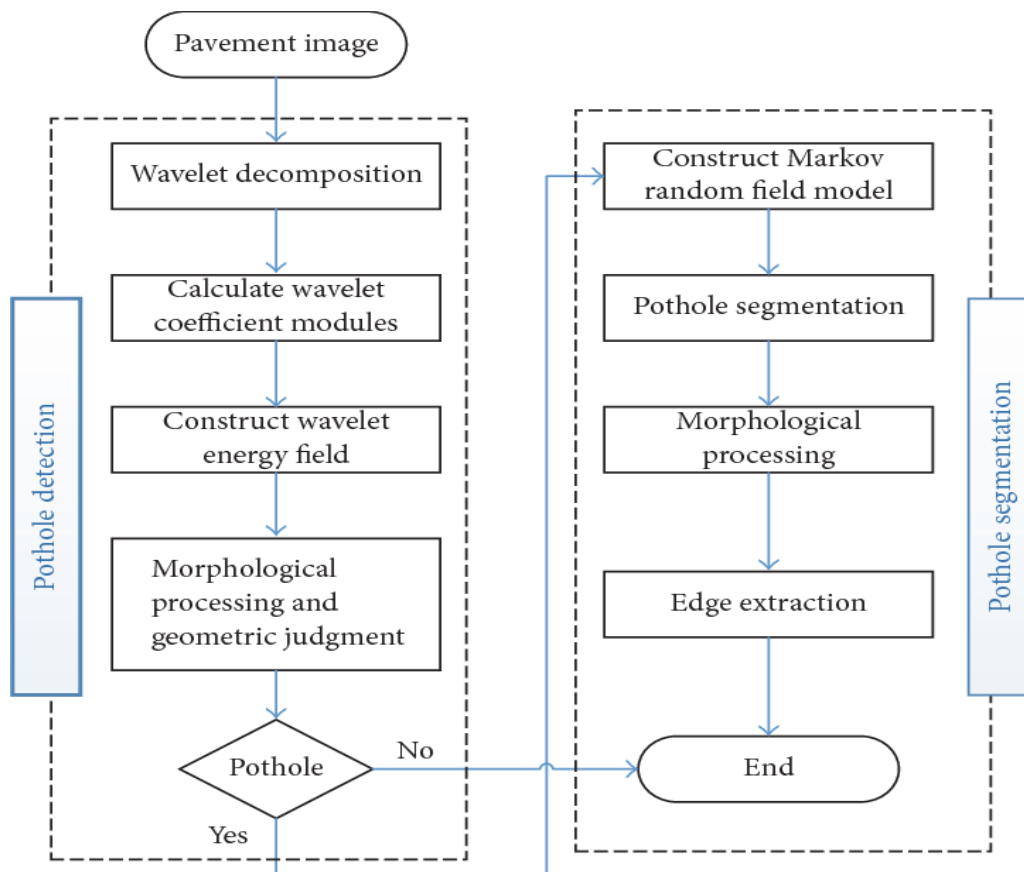 Pavement image
Pothole detection
Wavelet decomposition
Calculate wavelet
coefficient modules
Construct wavelet
energy field
Morphological
processing and
geometric judgment
Pothole
No
Yes
Construct Markov
random field model
Pothole segmentation
Morphological
processing
Edge extraction
End
Pothole segmentation